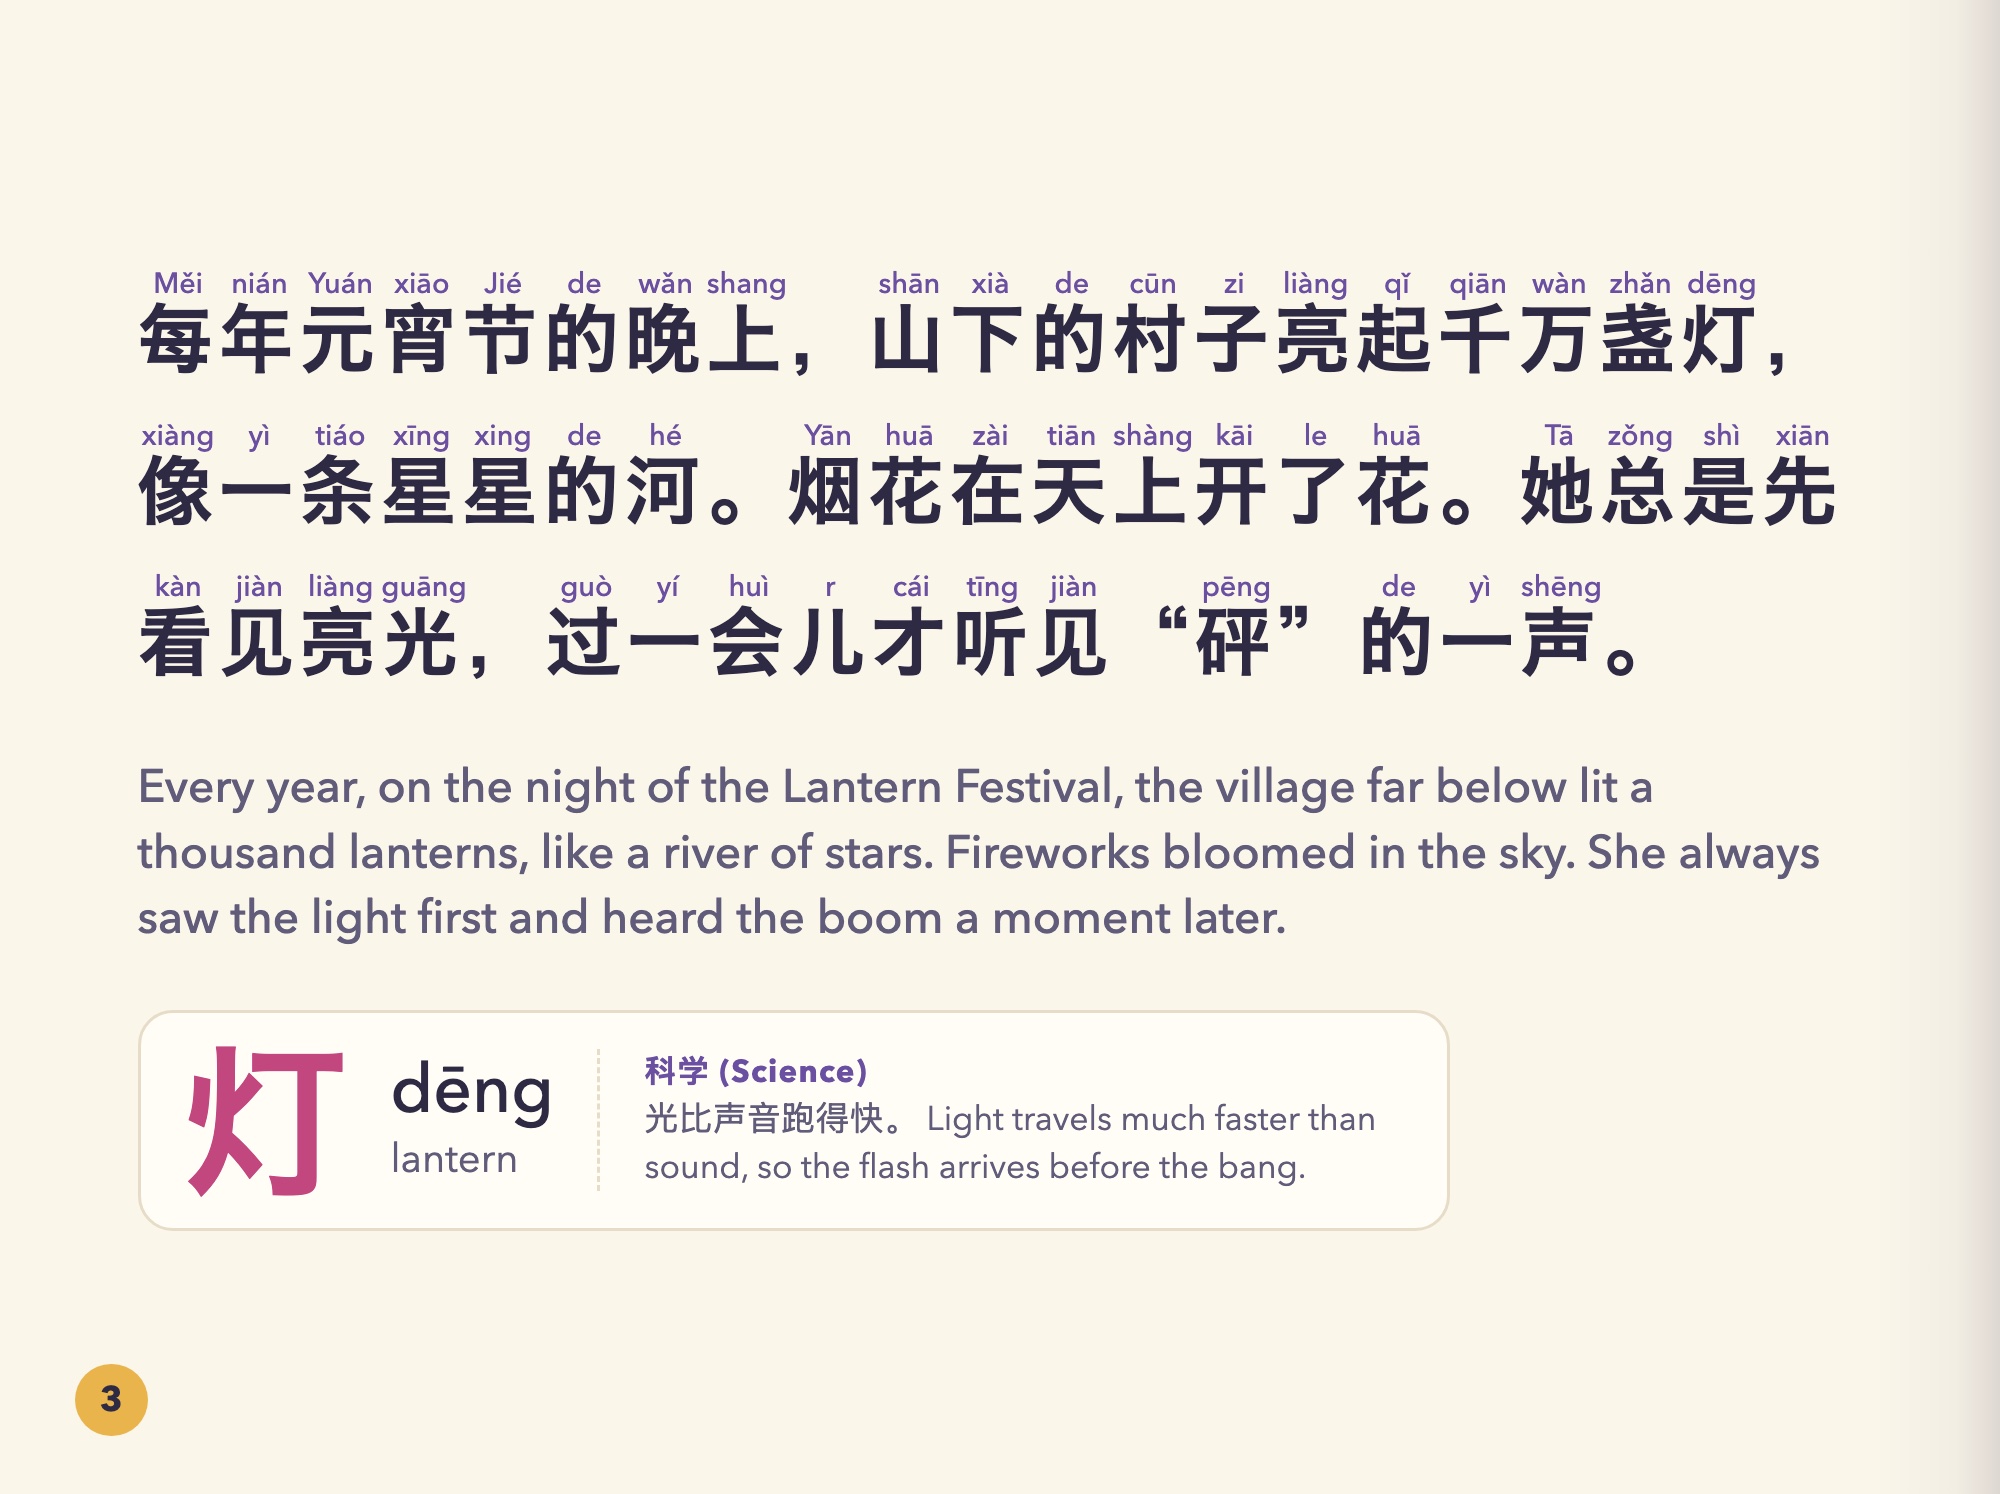 Měi nián Yuán xiāo Jié de wǎn shang shān xià de cūn zi liàng qǐ qiān wàn zhǎn dēng
每年元宵节的晚上，山下的村子亮起千万盏灯，
xiàng yì tiáo xīng xing de hé Yān huā zài tiān shàng kāi le huā Tā zǒng shì xiān
像一条星星的河。烟花在天上开了花。她总是先
kàn jiàn liàng guāng guò yí huì r cái tīng jiàn pēng de yì shēng
看见亮光，过一会儿才听见“砰”的一声。
Every year, on the night of the Lantern Festival, the village far below lit a
thousand lanterns, like a river of stars. Fireworks bloomed in the sky. She always
saw the light first and heard the boom a moment later.
灯
dēng
lantern
科学 (Science)
光比声音跑得快。 Light travels much faster than
sound, so the flash arrives before the bang.
3